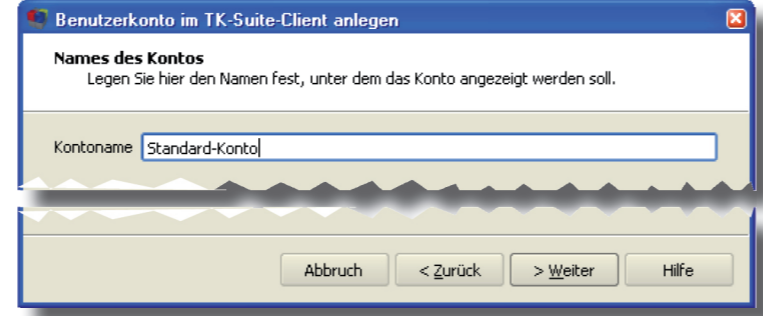 Benutzerkonto im TK-Suite-Client anlegen
Names des Kontos
Legen Sie hier den Namen fest, unter dem das Konto angezeigt werden soll.
Kontoname Standard-Konto
Abbruch < Zurück > Weiter Hilfe